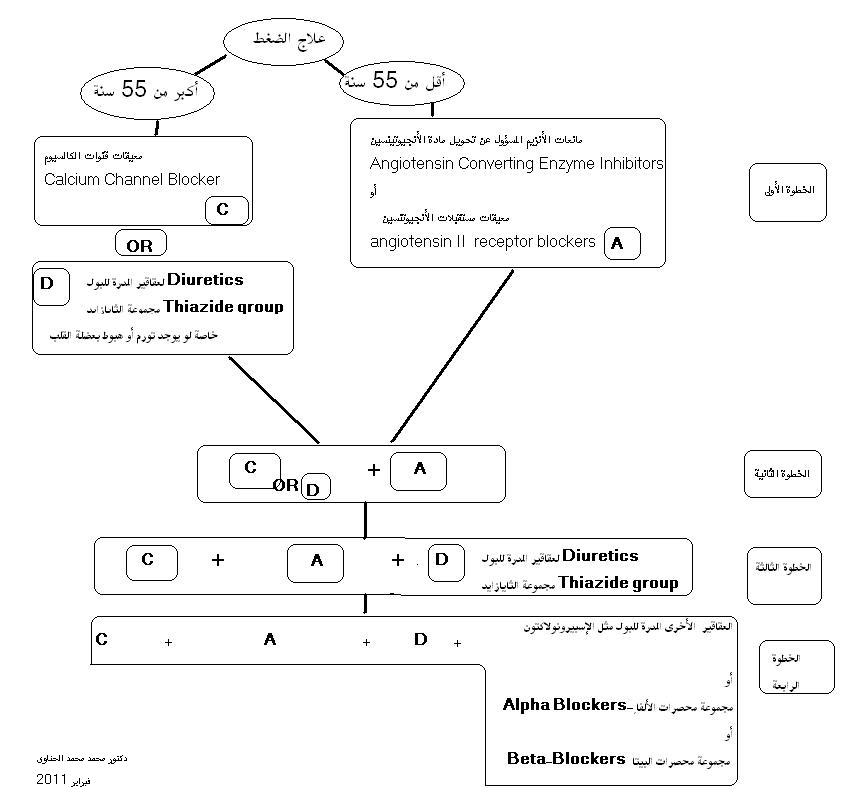 علاج الضغط
أكبر من 55 سنة
أقل من 55 سنة
معيقات قنوات الكالسيوم
Calcium Channel Blocker
C
OR
D
لعقاقير المدرة للبول Diuretics
مجموعة الثايازايد Thiazide group
خاصة لو يوجد تورم أو هبوط بعضلة القلب
مانعات الأنزيم المسؤول عن تحويل مادة الأنجيوتينسين
Angiotensin Converting Enzyme Inhibitors
أو
معيقات مستقبلات الأنجيوتنسين
angiotensin II receptor blockers A
الخطوة الأولى
C OR D + A
الخطوة الثانية
C + A + D لعقاقير المدرة للبول Diuretics
مجموعة الثايازايد Thiazide group
الخطوة الثالثة
C + A + D +
العقاقير الأخرى المدرة للبول مثل الإسبيرونولاكتون
أو
مجموعة محصرات الألفا-Alpha Blockers
أو
مجموعة محصرات البيتا Beta-Blockers
الخطوة
الرابعة
دكتور محمد محمد الحناوى
فبراير 2011